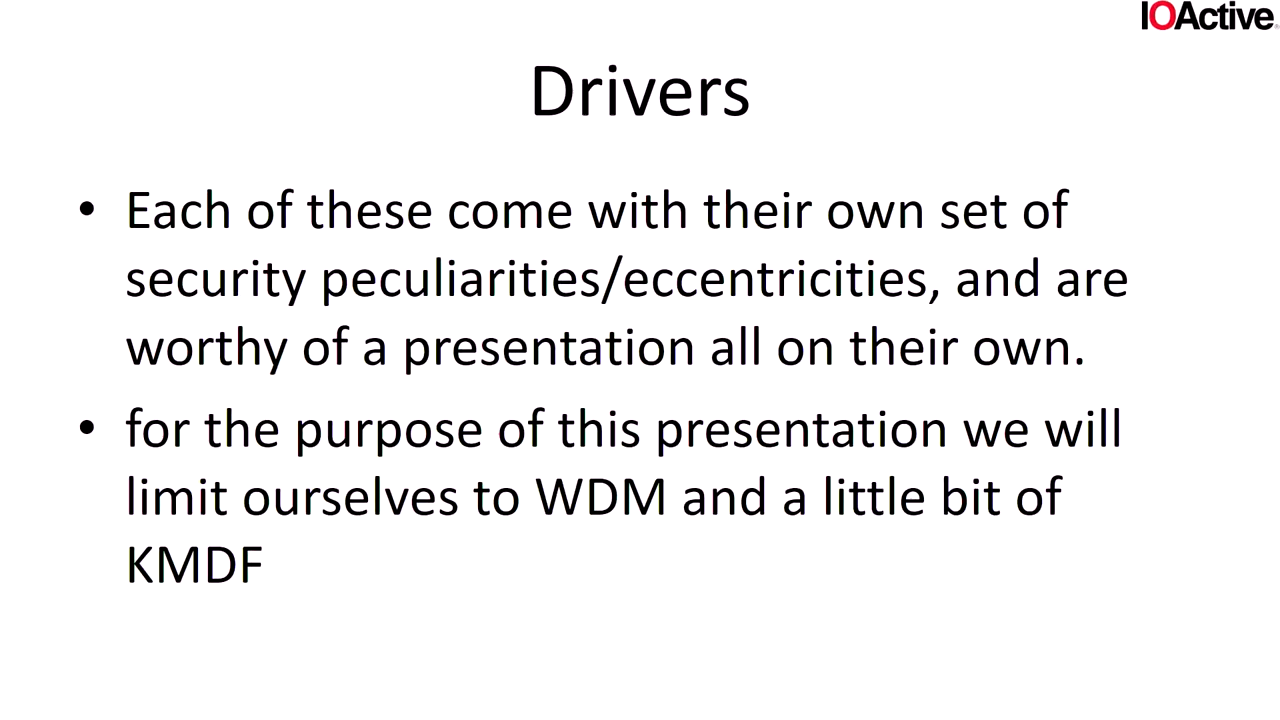 IOActive
Drivers
• Each of these come with their own set of
security peculiarities/eccentricities, and are
worthy of a presentation all on their own.
• for the purpose of this presentation we will
limit ourselves to WDM and a little bit of
KMDF